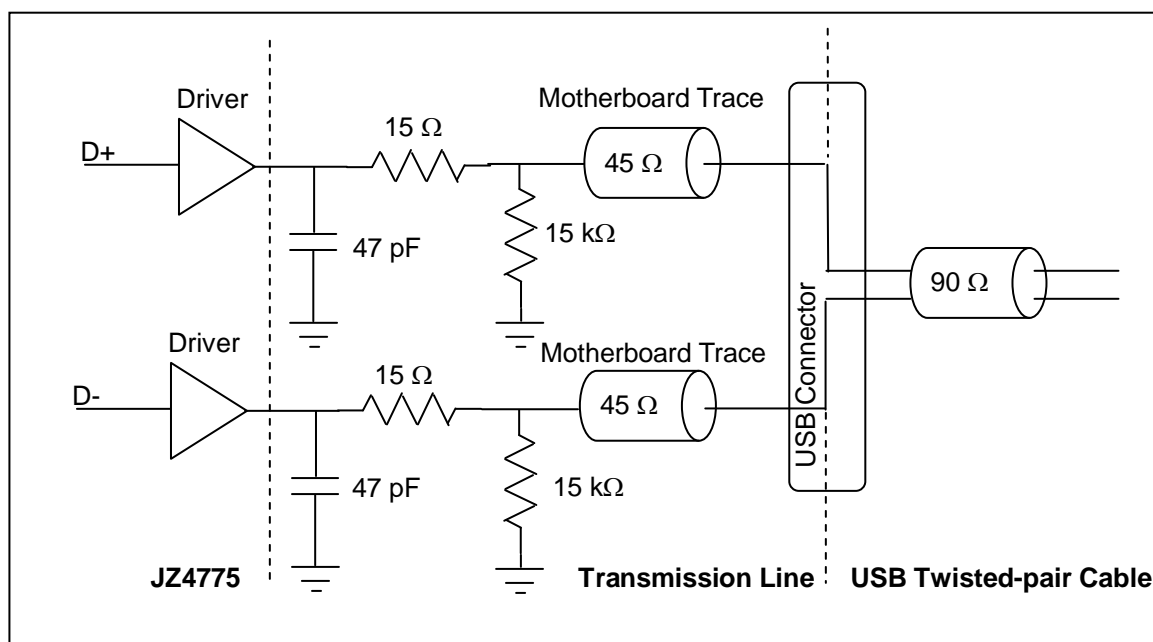 Driver
Motherboard Trace
15 Ω
D+
45 Ω
15 kΩ
47 pF
90 Ω
USB Connector
Driver
Motherboard Trace
15 Ω
D-
45 Ω
47 pF
15 kΩ
JZ4775
Transmission Line
USB Twisted-pair Cable